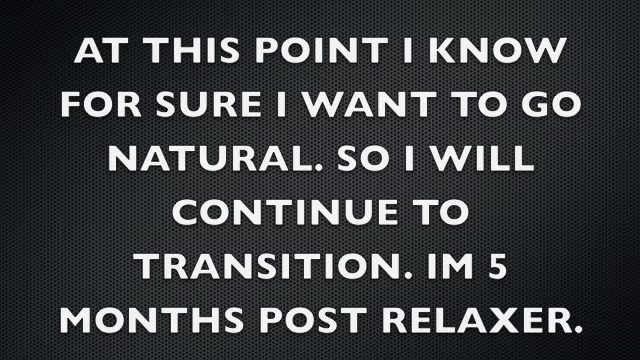 AT THIS POINT I KNOW
FOR SURE I WANT TO GO
NATURAL. SO I WILL
CONTINUE TO
TRANSITION. IM 5
MONTHS POST RELAXER.